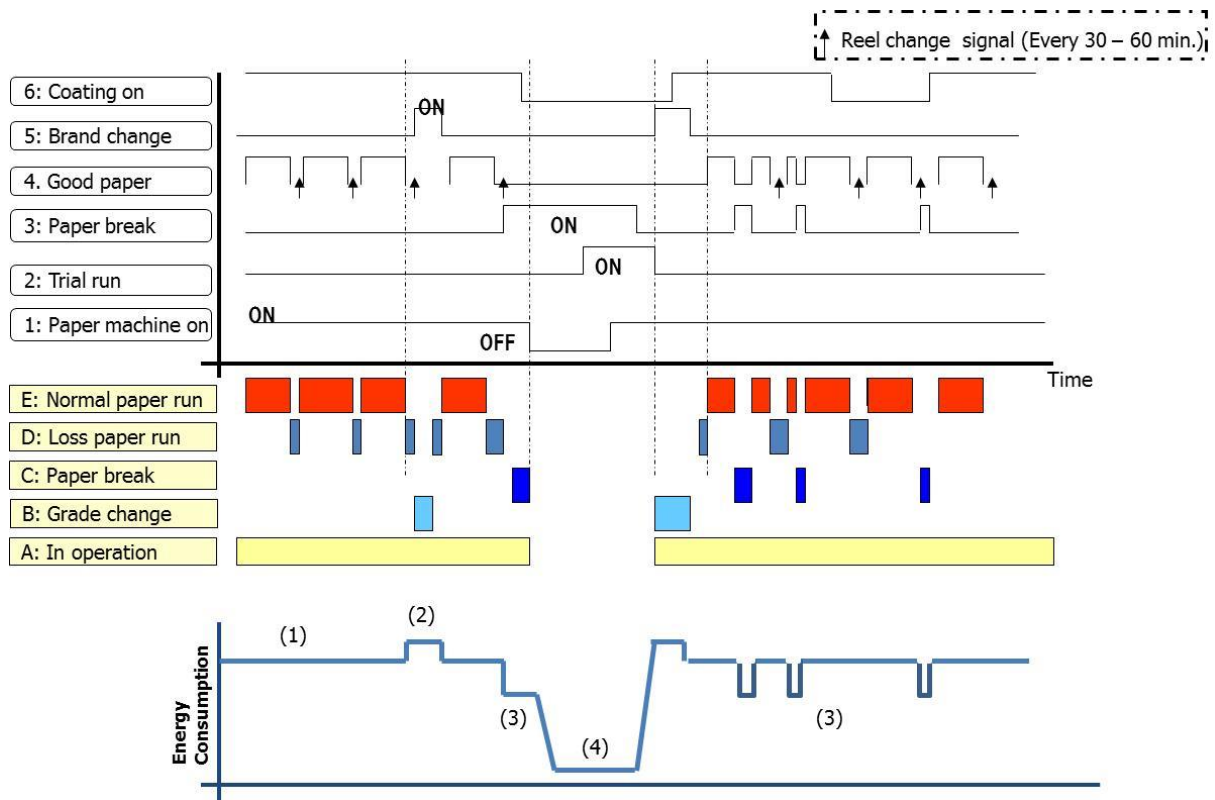 Reel change signal (Every 30 – 60 min.)
6: Coating on
ON
5: Brand change
4. Good paper
3: Paper break
ON
2: Trial run
ON
ON
1: Paper machine on
OFF
Time
E: Normal paper run
D: Loss paper run
C: Paper break
B: Grade change
A: In operation
(2)
(1)
Energy
Consumption
(3)
(3)
(4)